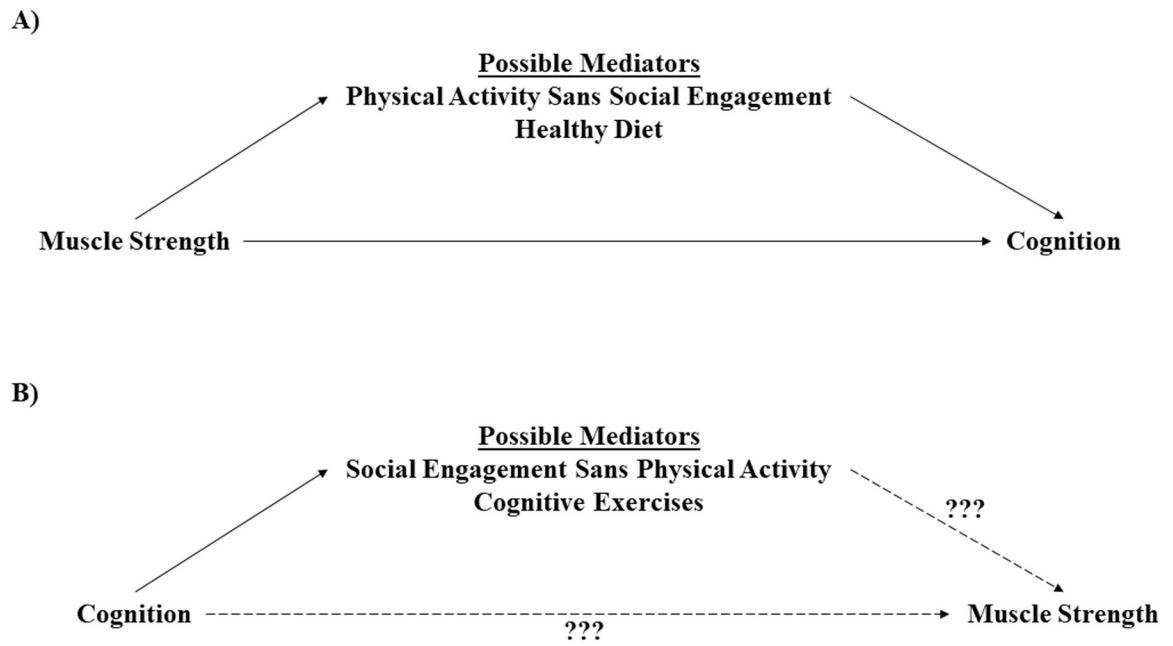 A)
Possible Mediators
Physical Activity Sans Social Engagement
Healthy Diet
Muscle Strength
Cognition
B)
Possible Mediators
Social Engagement Sans Physical Activity
Cognitive Exercises
???
Cognition
Muscle Strength
???